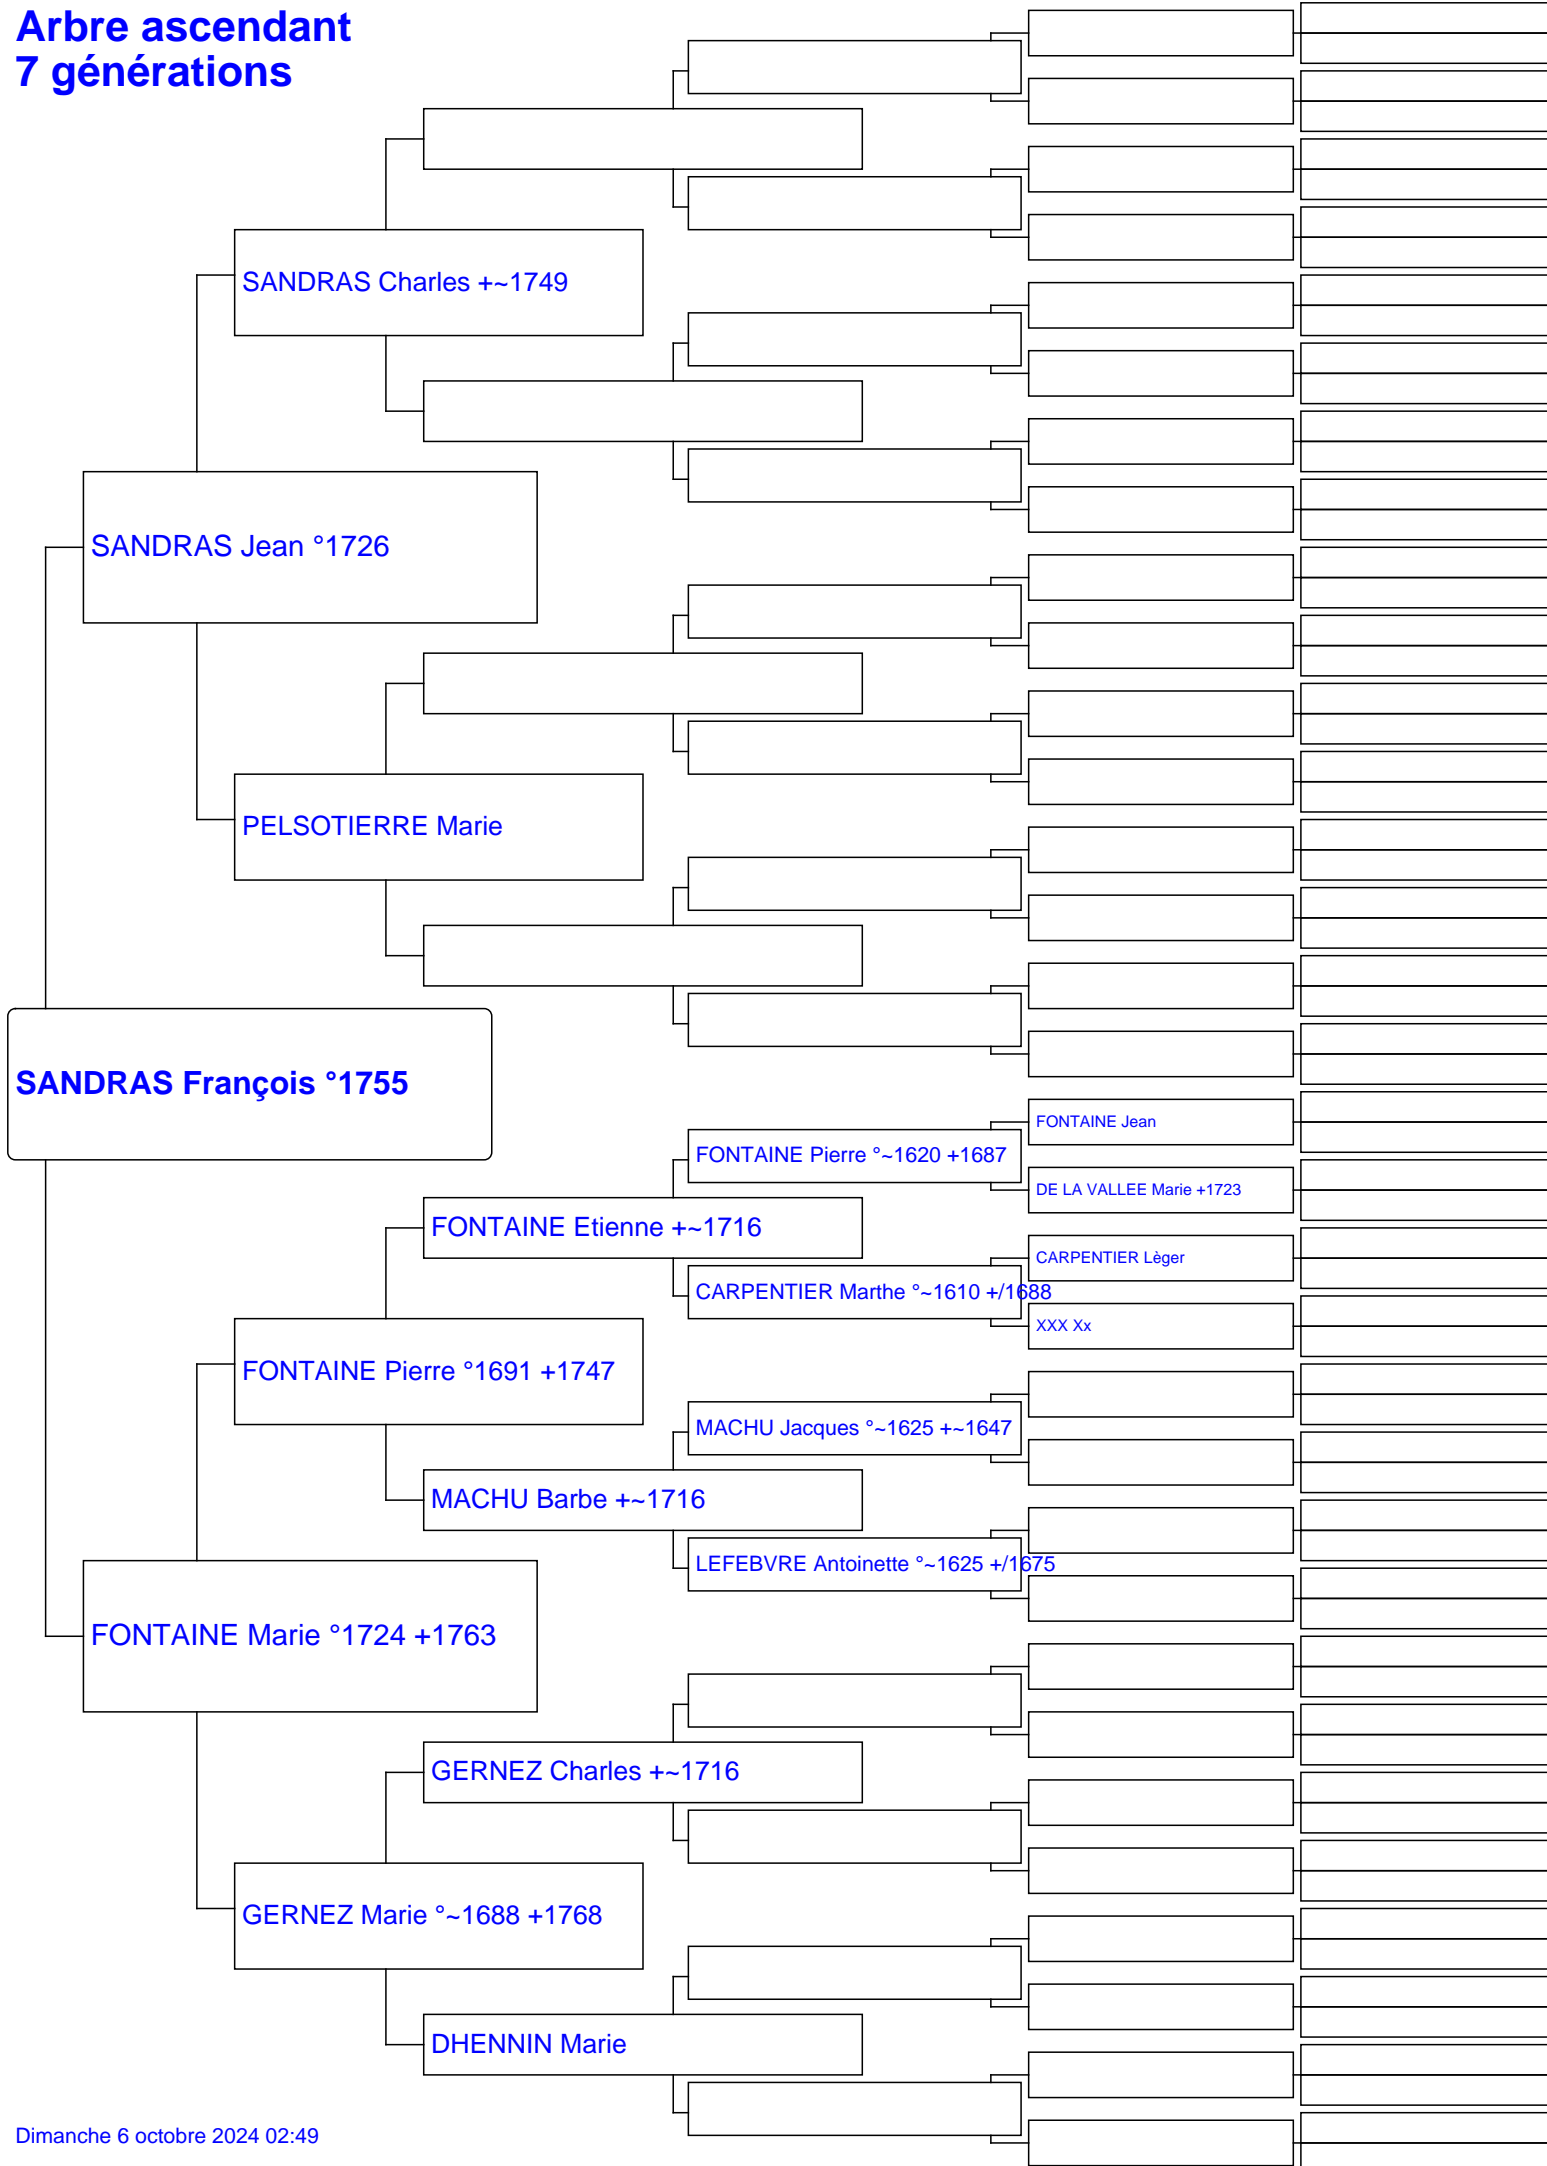 Arbre ascendant
7 générations
SANDRAS Charles +~1749
SANDRAS Jean °1726
PELSOTIERRE Marie
SANDRAS François °1755
FONTAINE Jean
FONTAINE Pierre °~1620 +1687
DE LA VALLEE Marie +1723
FONTAINE Etienne +~1716
CARPENTIER Lèger
CARPENTIER Marthe °~1610 +/1688
XXX Xx
FONTAINE Pierre °1691 +1747
MACHU Jacques °~1625 +~1647
MACHU Barbe +~1716
LEFEBVRE Antoinette °~1625 +/1675
FONTAINE Marie °1724 +1763
GERNEZ Charles +~1716
GERNEZ Marie °~1688 +1768
DHENNIN Marie
Dimanche 6 octobre 2024 02:49